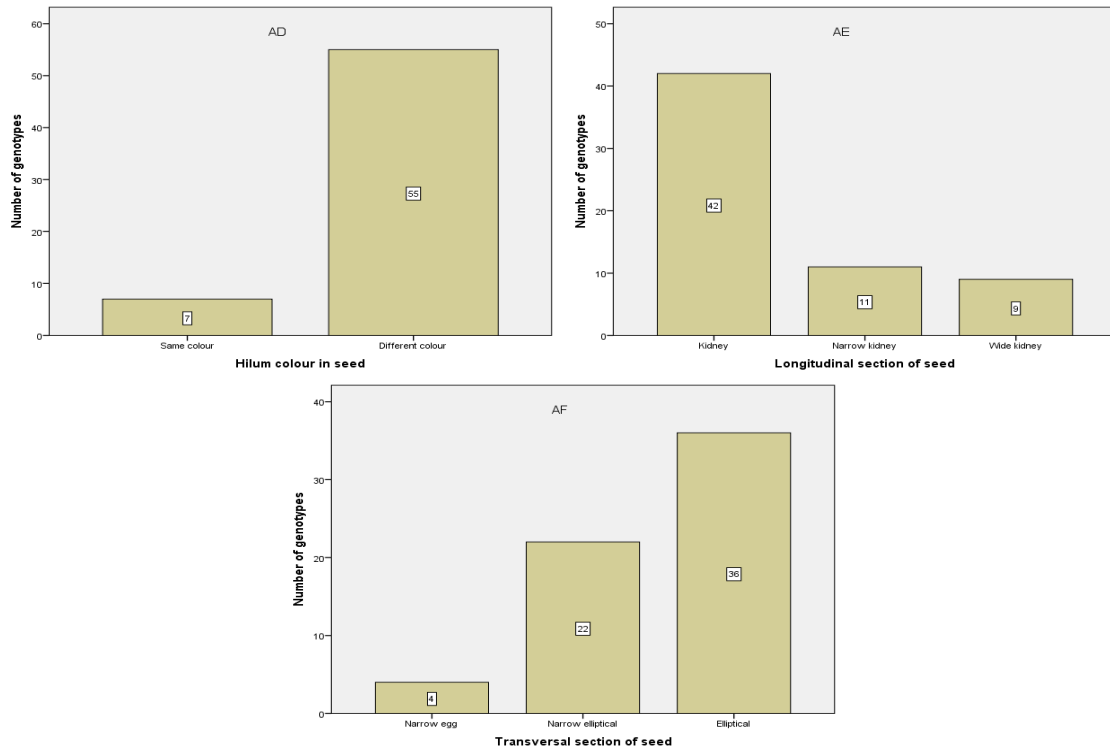 AD
Number of genotypes
60
50
40
30
20
10
0
55
7
Same colour Different colour
Hilum colour in seed
AE
Number of genotypes
50
40
30
20
10
0
42
11
9
Kidney Narrow kidney Wide kidney
Longitudinal section of seed
AF
Number of genotypes
40
30
20
10
0
4
22
36
Narrow egg Narrow elliptical Elliptical
Transversal section of seed